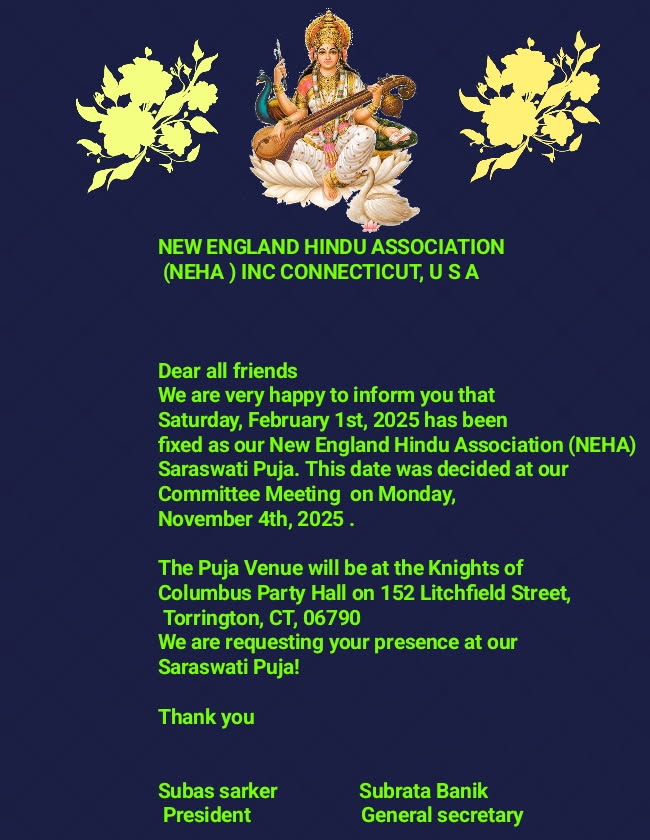 NEW ENGLAND HINDU ASSOCIATION
(NEHA ) INC CONNECTICUT, U S A
Dear all friends
We are very happy to inform you that
Saturday, February 1st, 2025 has been
fixed as our New England Hindu Association (NEHA)
Saraswati Puja. This date was decided at our
Committee Meeting  on Monday,
November 4th, 2025 .
The Puja Venue will be at the Knights of
Columbus Party Hall on 152 Litchfield Street,
Torrington, CT, 06790
We are requesting your presence at our
Saraswati Puja!
Thank you
Subas sarker Subrata Banik
President General secretary